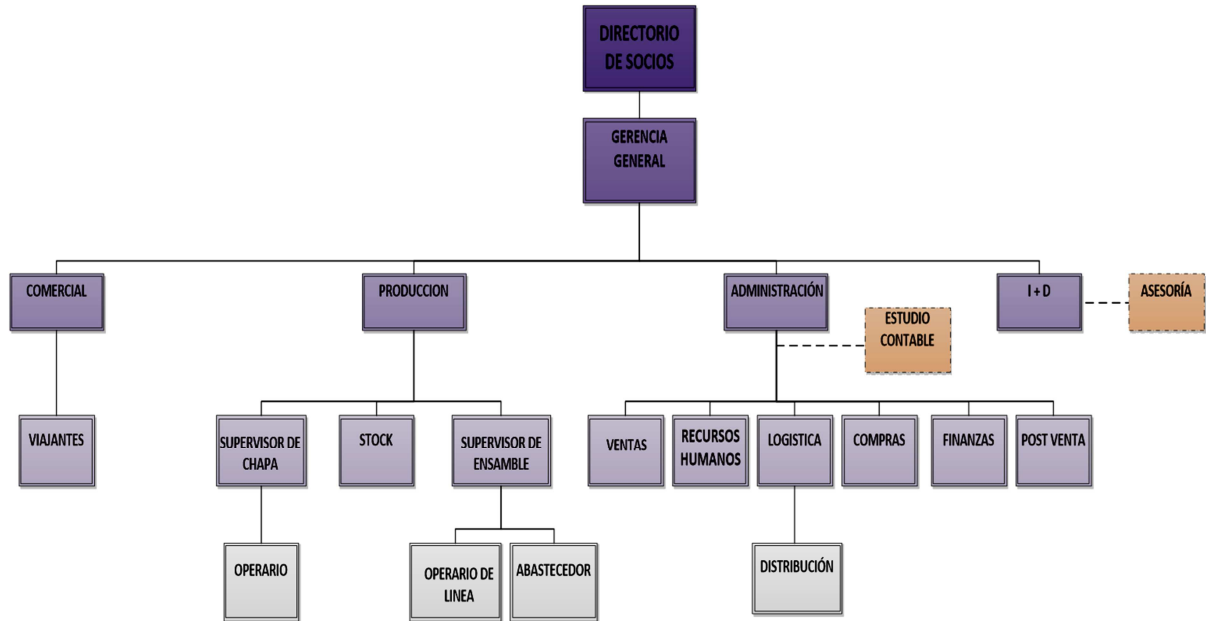 DIRECTORIO
DE SOCIOS
GERENCIA
GENERAL
COMERCIAL
PRODUCCION
ADMINISTRACIÓN
I + D
ASESORÍA
ESTUDIO
CONTABLE
VIAJANTES
SUPERVISOR DE
CHAPA
STOCK
SUPERVISOR DE
ENSAMBLE
VENTAS
RECURSOS
HUMANOS
LOGISTICA
COMPRAS
FINANZAS
POST VENTA
OPERARIO
OPERARIO DE
LINEA
ABASTECEDOR
DISTRIBUCIÓN